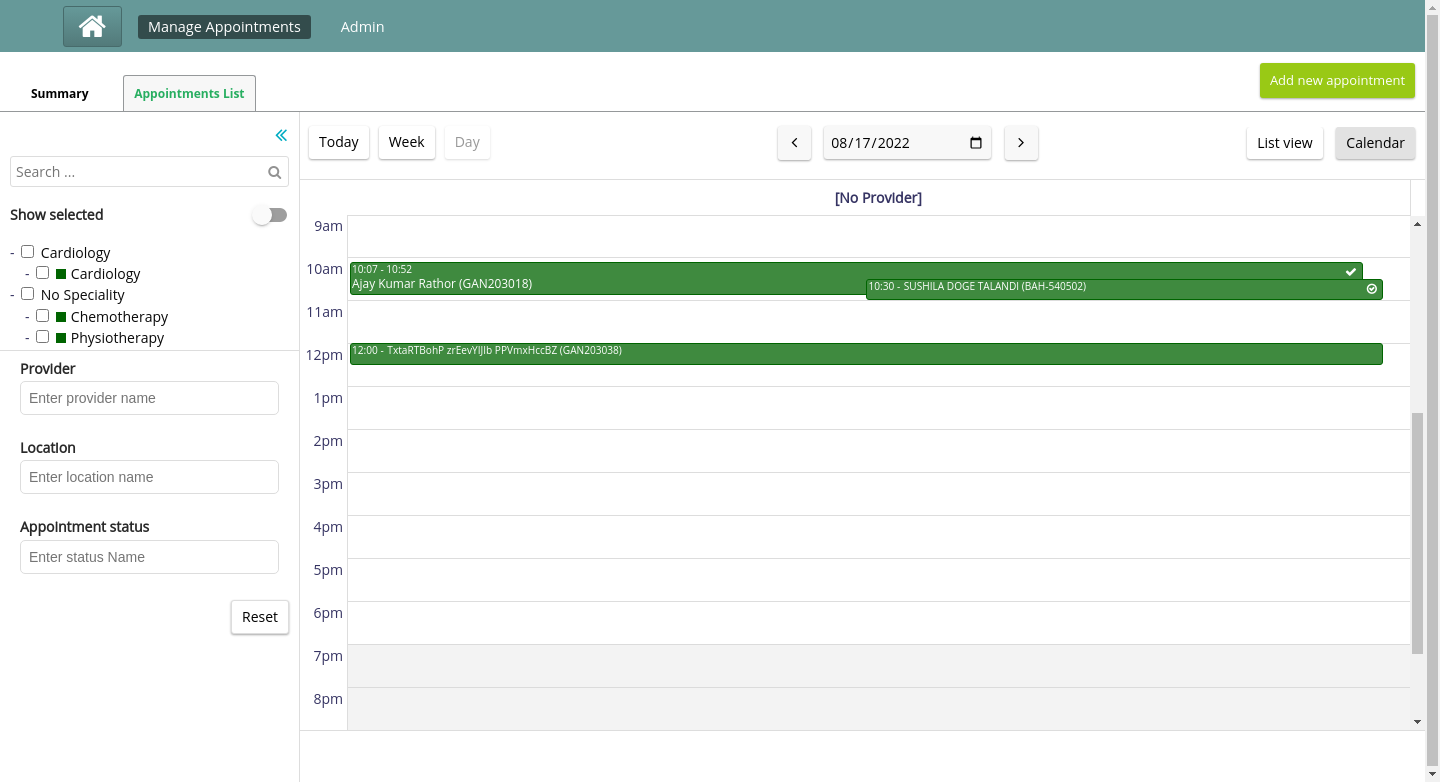 Manage Appointments
Admin
Summary
Appointments List
Add new appointment
Search ...
Show selected
- Cardiology
- Cardiology
- No Speciality
- Chemotherapy
- Physiotherapy
Provider
Enter provider name
Location
Enter location name
Appointment status
Enter status Name
Reset
Today
Week
Day
08/17/2022
List view
Calendar
[No Provider]
9am
10am
10:07 - 10:52
Ajay Kumar Rathor (GAN203018)
10:30 - SUSHILA DOGE TALANDI (BAH-540502)
11am
12pm
12:00 - TxtaRTBohP zrEevYlJIb PPVmxHccBZ (GAN203038)
1pm
2pm
3pm
4pm
5pm
6pm
7pm
8pm